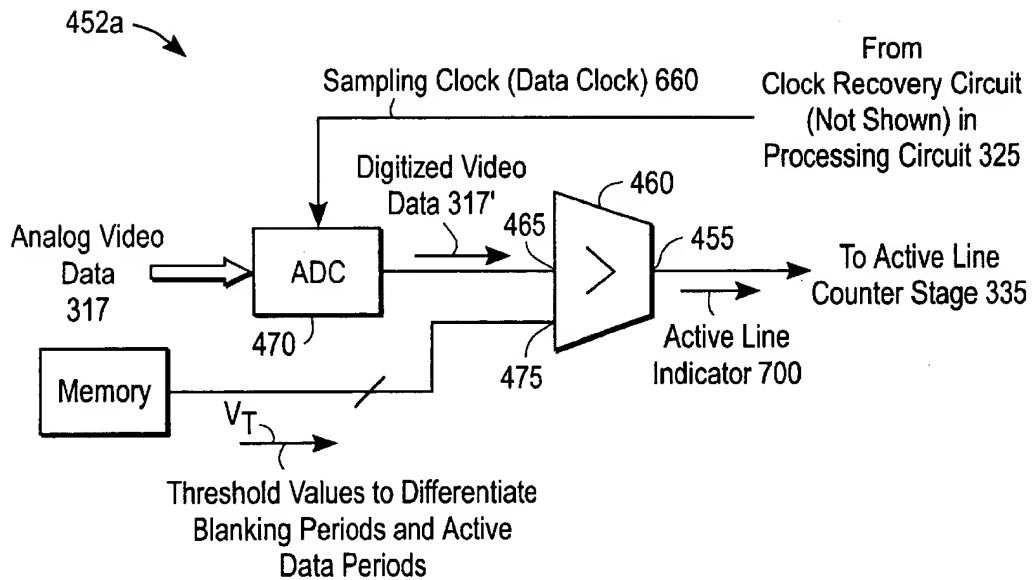 452a
From
Clock Recovery Circuit
(Not Shown) in
Processing Circuit 325
Sampling Clock (Data Clock) 660
Digitized Video
Data 317'
460
465
455
Analog Video
Data
317
ADC
470
>
To Active Line
Counter Stage 335
475
Active Line
Indicator 700
Memory
VT
Threshold Values to Differentiate
Blanking Periods and Active
Data Periods